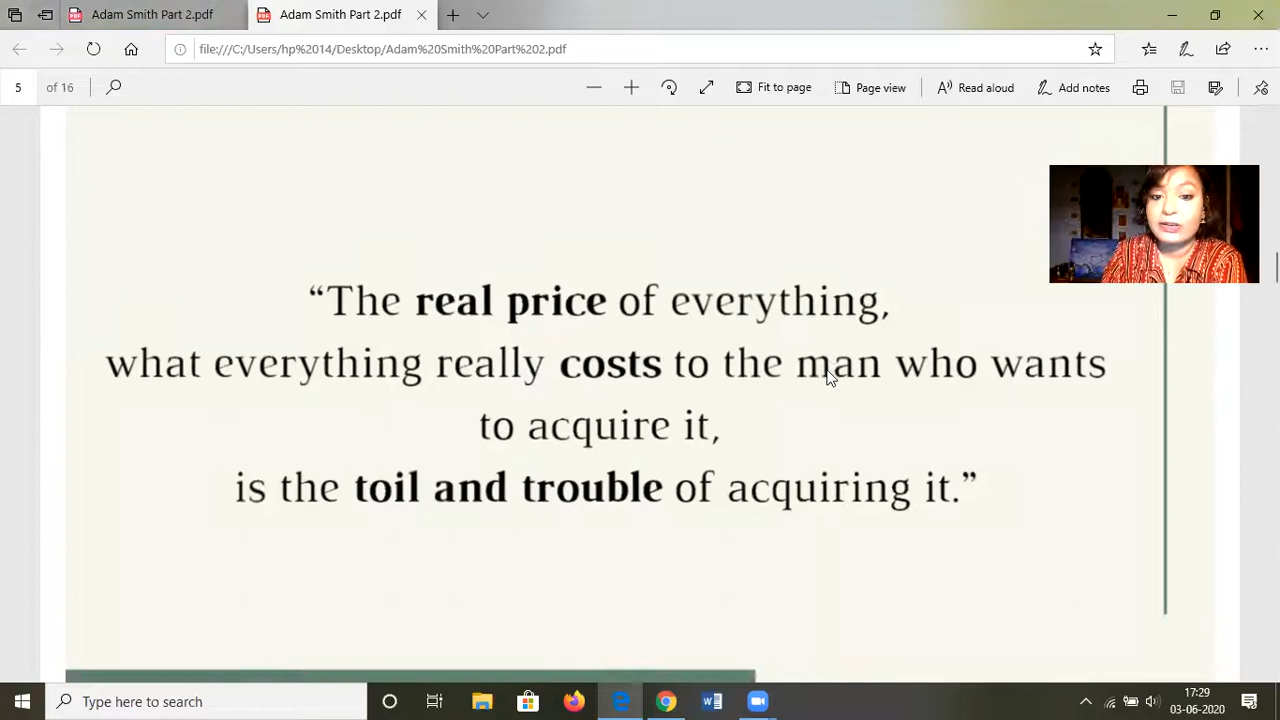 Adam Smith Part 2.pdf
Adam Smith Part 2.pdf
file:///C:/Users/hp%2014/Desktop/Adam%20Smith%20Part%202.pdf
5 of 16
Fit to page
Page view
Read aloud
Add notes
“The real price of everything,
what everything really costs to the man who wants
to acquire it,
is the toil and trouble of acquiring it.”
Type here to search
17:29
03-06-2020